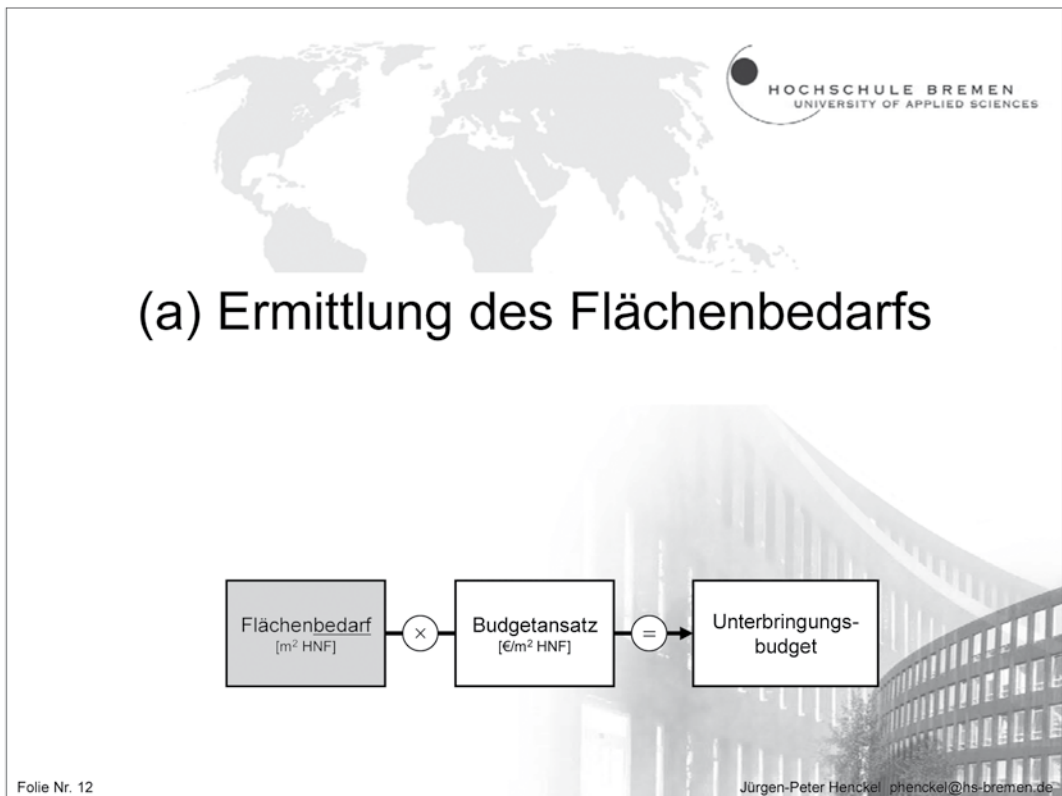 HOCHSCHULE BREMEN
UNIVERSITY OF APPLIED SCIENCES
(a) Ermittlung des Flächenbedarfs
Flächenbedarf
[m² HNF]
×
Budgetansatz
[€/m² HNF]
=
Unterbringungs-
budget
Folie Nr. 12
Jürgen-Peter Henckel phenckel@hs-bremen.de